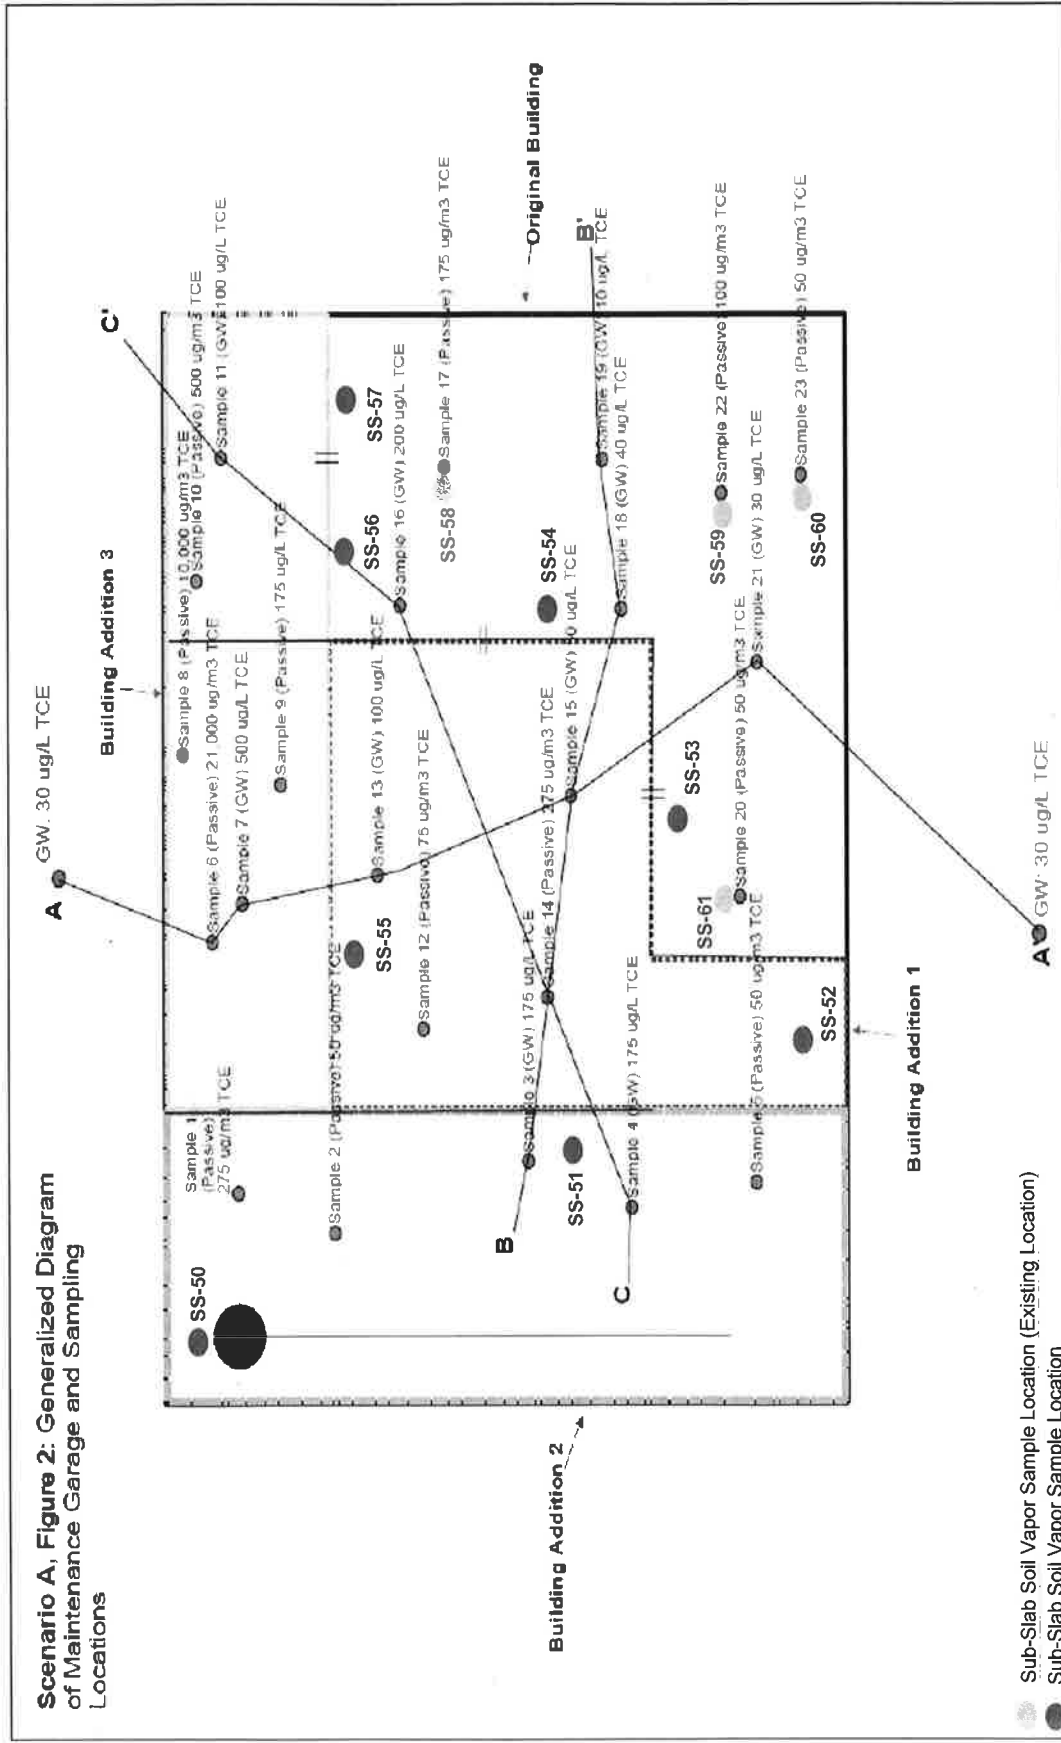 Scenario A, Figure 2: Generalized Diagram
of Maintenance Garage and Sampling
Locations
A
GW: 30 ug/L TCE
Building Addition 3
C'
SS-50
Sample 1
(Passive)
275 ug/m3 TCE
Sample 6 (Passive) 21,000 ug/m3 TCE
Sample 8 (Passive) 10,000 ug/m3 TCE
Sample 10 (Passive) 500 ug/m3 TCE
Sample 7 (GW) 500 ug/L TCE
Sample 11 (GW) 100 ug/L TCE
Sample 9 (Passive) 175 ug/L TCE
Sample 2 (Passive) 50 ug/m3 TCE
SS-55
Sample 13 (GW) 100 ug/L TCE
SS-56
SS-57
Sample 16 (GW) 200 ug/L TCE
Sample 12 (Passive) 75 ug/m3 TCE
SS-58
Sample 17 (Passive) 175 ug/m3 TCE
Original Building
B
Sample 3 (GW) 175 ug/L TCE
Sample 14 (Passive) 275 ug/m3 TCE
SS-54
B'
Building Addition 2
SS-51
Sample 15 (GW) 50 ug/L TCE
Sample 19 (GW) 10 ug/L TCE
Sample 18 (GW) 40 ug/L TCE
C
Sample 4 (GW) 175 ug/L TCE
SS-53
SS-61
SS-59
Sample 22 (Passive) 100 ug/m3 TCE
Sample 20 (Passive) 50 ug/m3 TCE
Sample 5 (Passive) 50 ug/m3 TCE
Sample 21 (GW) 30 ug/L TCE
Sample 23 (Passive) 50 ug/m3 TCE
SS-52
SS-60
Building Addition 1
A'
GW: 30 ug/L TCE
Sub-Slab Soil Vapor Sample Location (Existing Location)
Sub-Slab Soil Vapor Sample Location